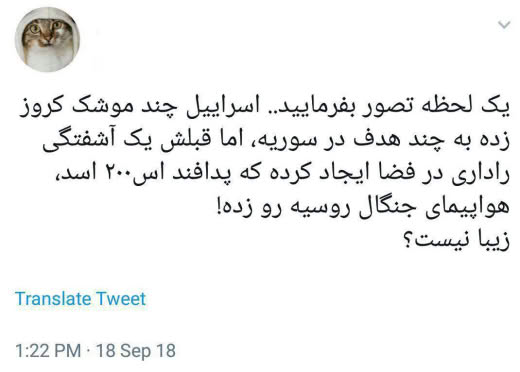 یک لحظه تصور بفرمایید.. اسراییل چند موشک کروز
زده به چند هدف در سوریه، اما قبلش یک آشفتگی
راداری در فضا ایجاد کرده که پدافند اس۲۰۰ اسد،
هواپیمای جنگال روسیه رو زده!
زیبا نیست؟
Translate Tweet
1:22 PM · 18 Sep 18